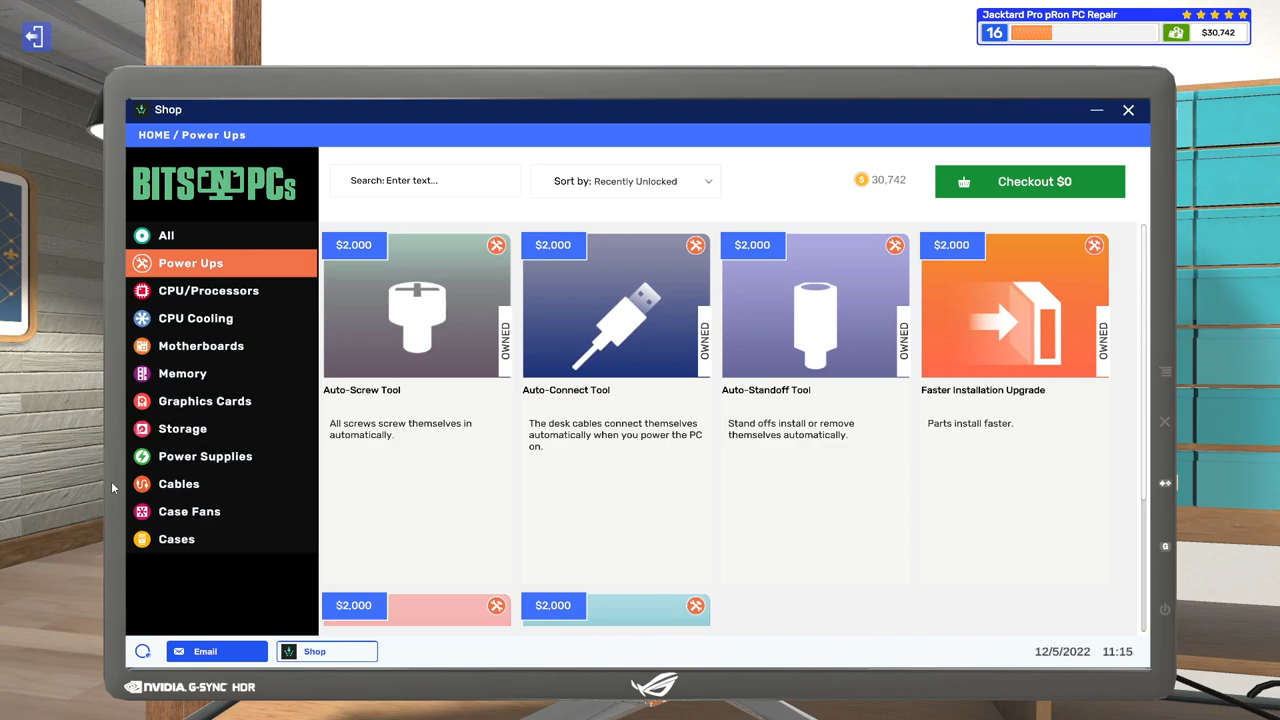 Jacktard Pro pRon PC Repair
16
$30,742
Shop
HOME / Power Ups
BITS N PCs
Search: Enter text...
Sort by: Recently Unlocked
$ 30,742
Checkout $0
All
Power Ups
CPU/Processors
CPU Cooling
Motherboards
Memory
Graphics Cards
Storage
Power Supplies
Cables
Case Fans
Cases
$2,000
OWNED
Auto-Screw Tool
All screws screw themselves in
automatically.
$2,000
OWNED
Auto-Connect Tool
The desk cables connect themselves
automatically when you power the PC
on.
$2,000
OWNED
Auto-Standoff Tool
Stand offs install or remove
themselves automatically.
$2,000
OWNED
Faster Installation Upgrade
Parts install faster.
$2,000
$2,000
Email
Shop
12/5/2022 11:15
NVIDIA G-SYNC HDR
G